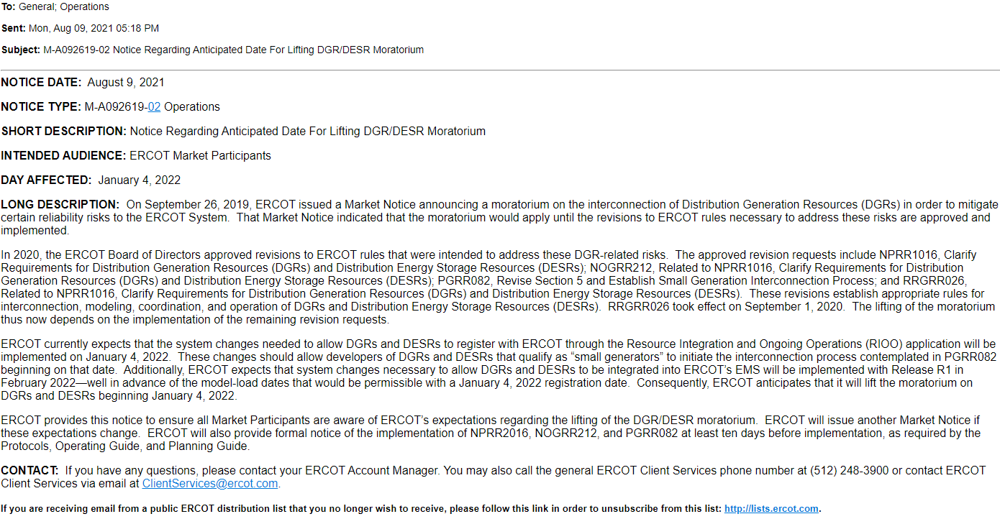 To: General; Operations
Sent: Mon, Aug 09, 2021 05:18 PM
Subject: M-A092619-02 Notice Regarding Anticipated Date For Lifting DGR/DESR Moratorium
NOTICE DATE:  August 9, 2021
NOTICE TYPE: M-A092619-02 Operations
SHORT DESCRIPTION: Notice Regarding Anticipated Date For Lifting DGR/DESR Moratorium
INTENDED AUDIENCE: ERCOT Market Participants
DAY AFFECTED:  January 4, 2022
LONG DESCRIPTION:  On September 26, 2019, ERCOT issued a Market Notice announcing a moratorium on the interconnection of Distribution Generation Resources (DGRs) in order to mitigate
certain reliability risks to the ERCOT System.  That Market Notice indicated that the moratorium would apply until the revisions to ERCOT rules necessary to address these risks are approved and
implemented.
In 2020, the ERCOT Board of Directors approved revisions to ERCOT rules that were intended to address these DGR-related risks.  The approved revision requests include NPRR1016, Clarify
Requirements for Distribution Generation Resources (DGRs) and Distribution Energy Storage Resources (DESRs); NOGRR212, Related to NPRR1016, Clarify Requirements for Distribution
Generation Resources (DGRs) and Distribution Energy Storage Resources (DESRs); PGRR082, Revise Section 5 and Establish Small Generation Interconnection Process; and RRGRR026,
Related to NPRR1016, Clarify Requirements for Distribution Generation Resources (DGRs) and Distribution Energy Storage Resources (DESRs).  These revisions establish appropriate rules for
interconnection, modeling, coordination, and operation of DGRs and Distribution Energy Storage Resources (DESRs).  RRGRR026 took effect on September 1, 2020.  The lifting of the moratorium
thus now depends on the implementation of the remaining revision requests.
ERCOT currently expects that the system changes needed to allow DGRs and DESRs to register with ERCOT through the Resource Integration and Ongoing Operations (RIOO) application will be
implemented on January 4, 2022.  These changes should allow developers of DGRs and DESRs that qualify as “small generators” to initiate the interconnection process contemplated in PGRR082
beginning on that date.  Additionally, ERCOT expects that system changes necessary to allow DGRs and DESRs to be integrated into ERCOT’s EMS will be implemented with Release R1 in
February 2022—well in advance of the model-load dates that would be permissible with a January 4, 2022 registration date.  Consequently, ERCOT anticipates that it will lift the moratorium on
DGRs and DESRs beginning January 4, 2022.
ERCOT provides this notice to ensure all Market Participants are aware of ERCOT’s expectations regarding the lifting of the DGR/DESR moratorium.  ERCOT will issue another Market Notice if
these expectations change.  ERCOT will also provide formal notice of the implementation of NPRR2016, NOGRR212, and PGRR082 at least ten days before implementation, as required by the
Protocols, Operating Guide, and Planning Guide.
CONTACT:  If you have any questions, please contact your ERCOT Account Manager. You may also call the general ERCOT Client Services phone number at (512) 248-3900 or contact ERCOT
Client Services via email at ClientServices@ercot.com.
If you are receiving email from a public ERCOT distribution list that you no longer wish to receive, please follow this link in order to unsubscribe from this list: http://lists.ercot.com.